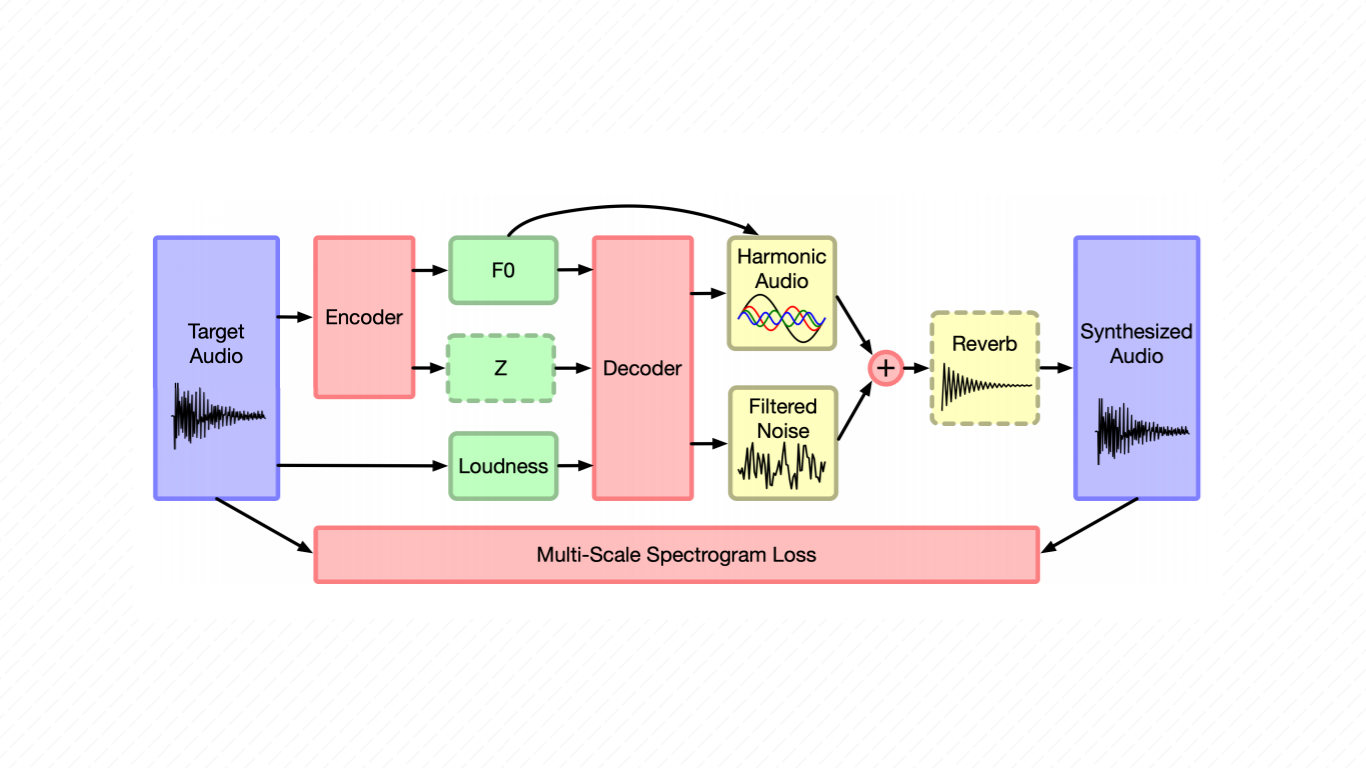 Target
Audio
Encoder
F0
Z
Loudness
Decoder
Harmonic
Audio
Filtered
Noise
+
Reverb
Synthesized
Audio
Multi-Scale Spectrogram Loss